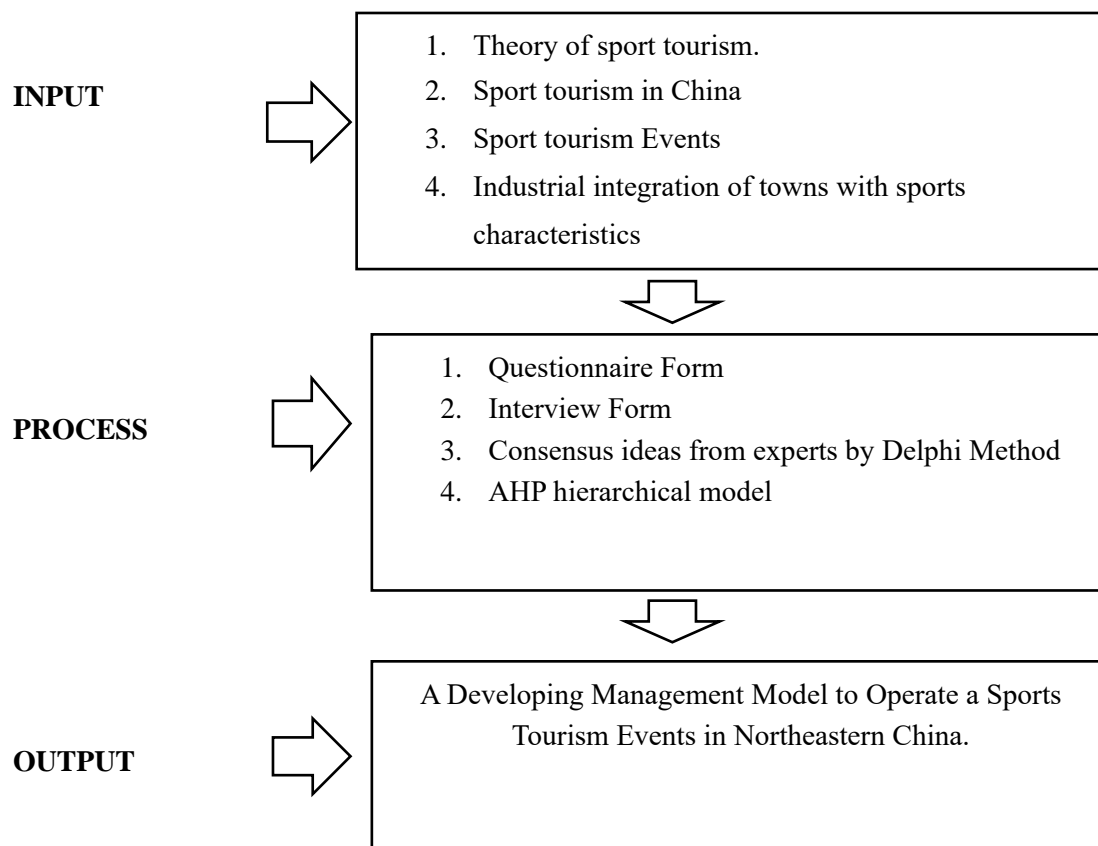 INPUT
1. Theory of sport tourism.
2. Sport tourism in China
3. Sport tourism Events
4. Industrial integration of towns with sports
characteristics
PROCESS
1. Questionnaire Form
2. Interview Form
3. Consensus ideas from experts by Delphi Method
4. AHP hierarchical model
OUTPUT
A Developing Management Model to Operate a Sports
Tourism Events in Northeastern China.